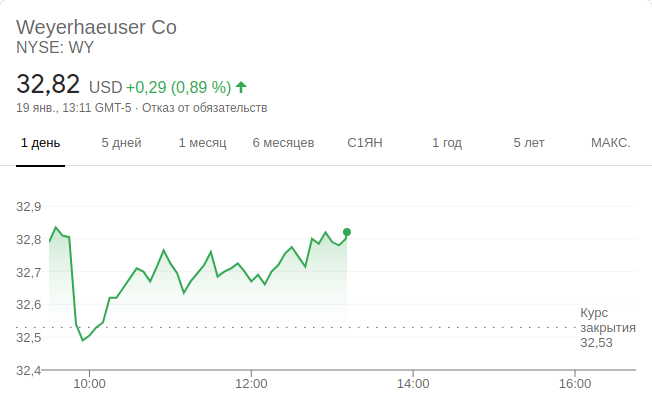 Weyerhaeuser Co
NYSE: WY
32,82 USD +0,29 (0,89 %)
19 янв., 13:11 GMT-5 · Отказ от обязательств
1 день 5 дней 1 месяц 6 месяцев С1ЯН 1 год 5 лет МАКС.
32,9
32,8
32,7
32,6
32,5
32,4
Курс
закрытия
32,53
10:00 12:00 14:00 16:00